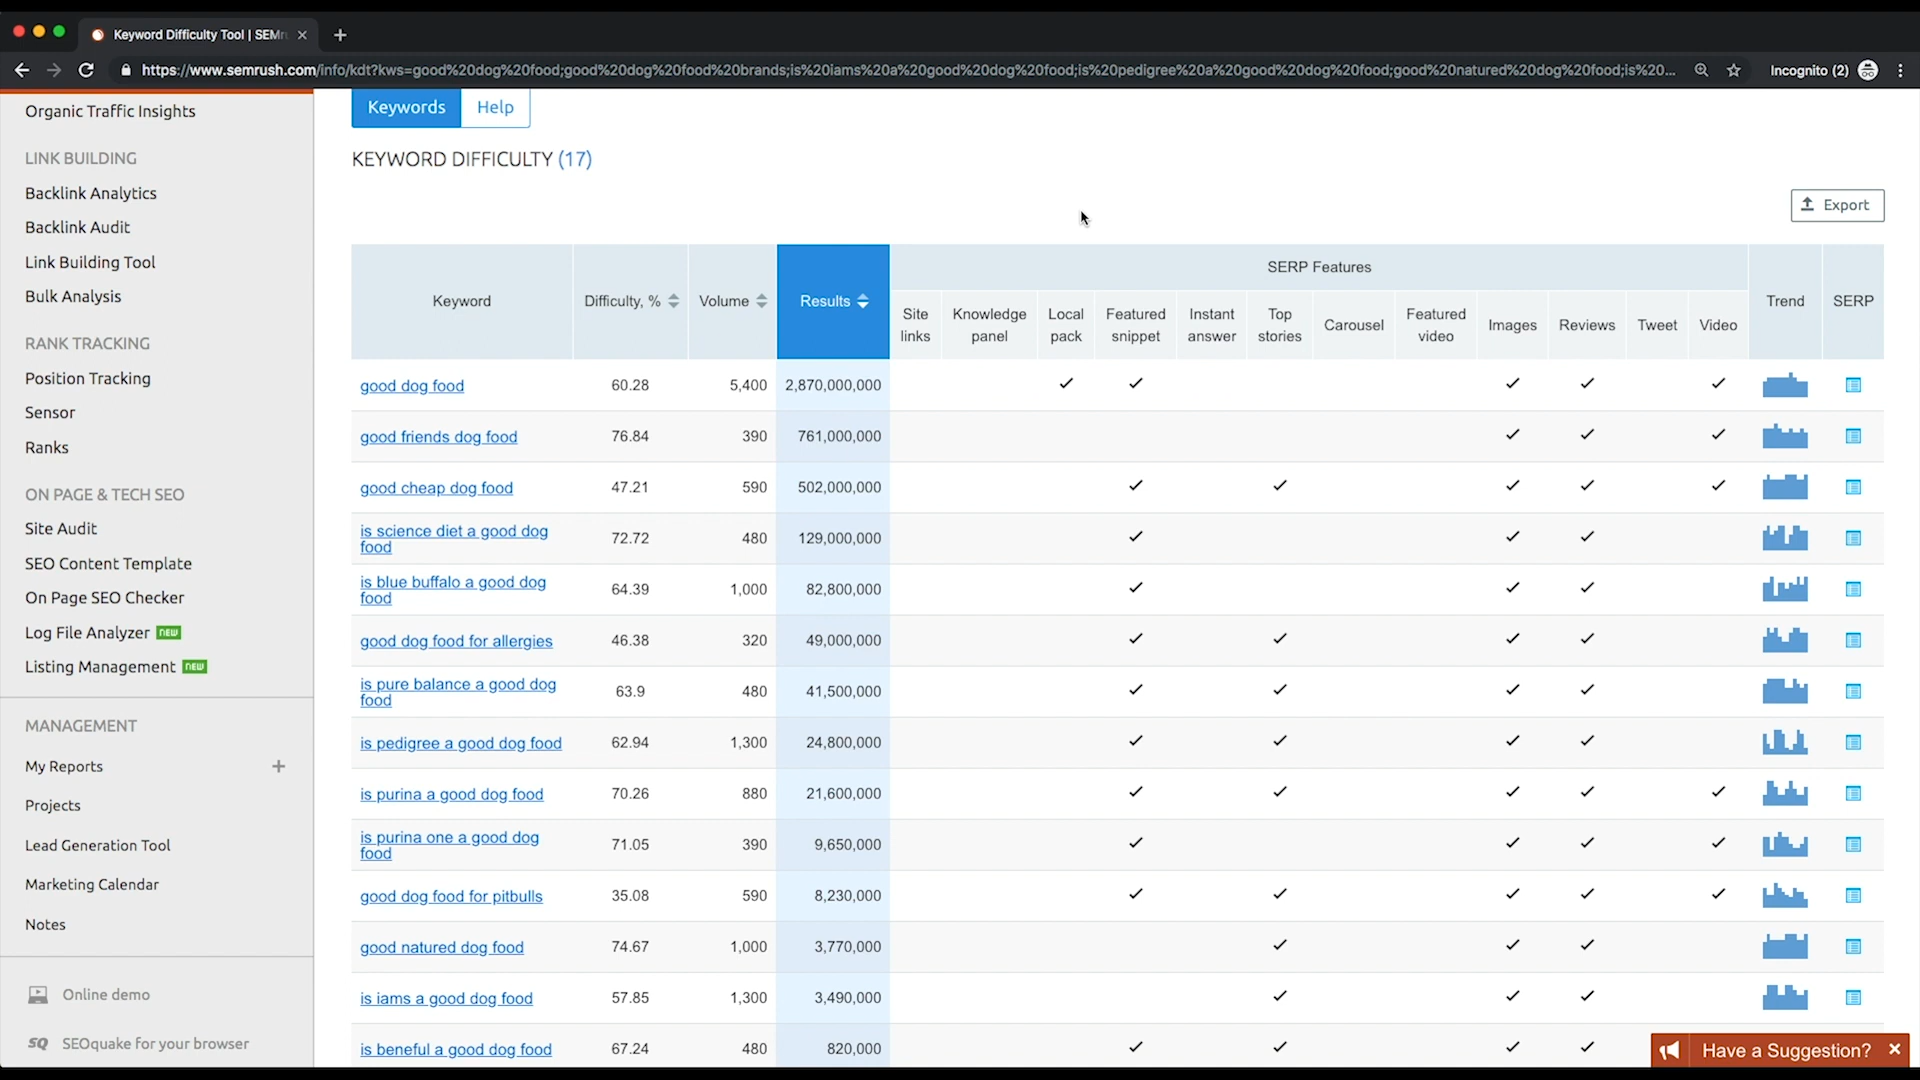 Keyword Difficulty Tool | SEMr
https://www.semrush.com/info/kdt?kws=good%20dog%20food;good%20dog%20food%20brands;is%20iams%20a%20good%20dog%20food;is%20pedigree%20a%20good%20dog%20food;good%20natured%20dog%20food;is%20... Incognito (2)
Organic Traffic Insights
LINK BUILDING
Backlink Analytics
Backlink Audit
Link Building Tool
Bulk Analysis
RANK TRACKING
Position Tracking
Sensor
Ranks
ON PAGE & TECH SEO
Site Audit
SEO Content Template
On Page SEO Checker
Log File Analyzer NEW
Listing Management NEW
MANAGEMENT
My Reports +
Projects
Lead Generation Tool
Marketing Calendar
Notes
Online demo
SQ SEOquake for your browser
Keywords Help
KEYWORD DIFFICULTY (17)
Export
Keyword Difficulty, % Volume Results SERP Features Trend SERP
Site links Knowledge panel Local pack Featured snippet Instant answer Top stories Carousel Featured video Images Reviews Tweet Video
good dog food 60.28 5,400 2,870,000,000
good friends dog food 76.84 390 761,000,000
good cheap dog food 47.21 590 502,000,000
is science diet a good dog food 72.72 480 129,000,000
is blue buffalo a good dog food 64.39 1,000 82,800,000
good dog food for allergies 46.38 320 49,000,000
is pure balance a good dog food 63.9 480 41,500,000
is pedigree a good dog food 62.94 1,300 24,800,000
is purina a good dog food 70.26 880 21,600,000
is purina one a good dog food 71.05 390 9,650,000
good dog food for pitbulls 35.08 590 8,230,000
good natured dog food 74.67 1,000 3,770,000
is iams a good dog food 57.85 1,300 3,490,000
is beneful a good dog food 67.24 480 820,000
Have a Suggestion?